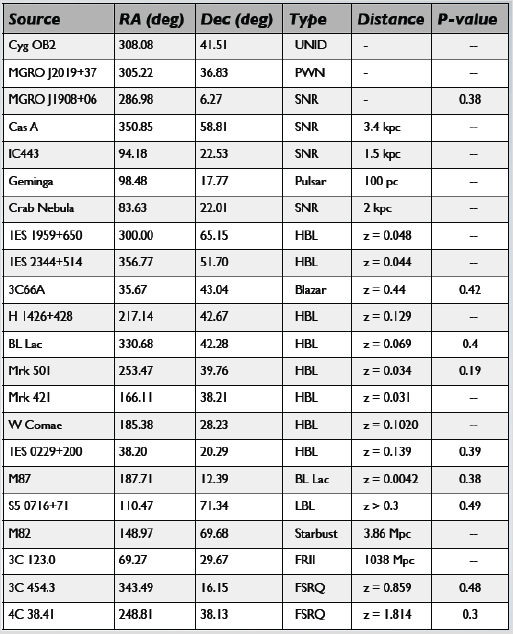 Source RA (deg) Dec (deg) Type Distance P-value
Cyg OB2 308.08 41.51 UNID - --
MGRO J2019+37 305.22 36.83 PWN - --
MGRO J1908+06 286.98 6.27 SNR - 0.38
Cas A 350.85 58.81 SNR 3.4 kpc --
IC443 94.18 22.53 SNR 1.5 kpc --
Geminga 98.48 17.77 Pulsar 100 pc --
Crab Nebula 83.63 22.01 SNR 2 kpc --
1ES 1959+650 300.00 65.15 HBL z = 0.048 --
1ES 2344+514 356.77 51.70 HBL z = 0.044 --
3C66A 35.67 43.04 Blazar z = 0.44 0.42
H 1426+428 217.14 42.67 HBL z = 0.129 --
BL Lac 330.68 42.28 HBL z = 0.069 0.4
Mrk 501 253.47 39.76 HBL z = 0.034 0.19
Mrk 421 166.11 38.21 HBL z = 0.031 --
W Comae 185.38 28.23 HBL z = 0.1020 --
1ES 0229+200 38.20 20.29 HBL z = 0.139 0.39
M87 187.71 12.39 BL Lac z = 0.0042 0.38
S5 0716+71 110.47 71.34 LBL z > 0.3 0.49
M82 148.97 69.68 Starbust 3.86 Mpc --
3C 123.0 69.27 29.67 FRII 1038 Mpc --
3C 454.3 343.49 16.15 FSRQ z = 0.859 0.48
4C 38.41 248.81 38.13 FSRQ z = 1.814 0.3